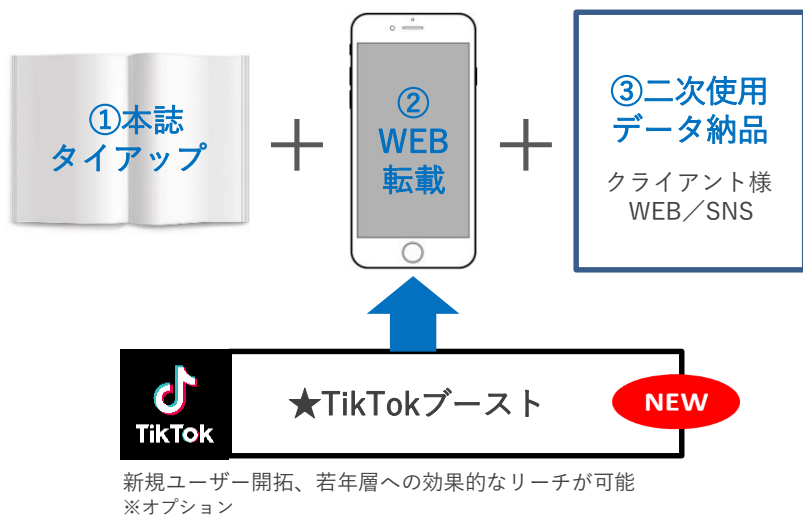 ①本誌
タイアップ
＋
②
WEB
転載
＋
③二次使用
データ納品
クライアント様
WEB／SNS
TikTok
★TikTokブースト
NEW
新規ユーザー開拓、若年層への効果的なリーチが可能
※オプション